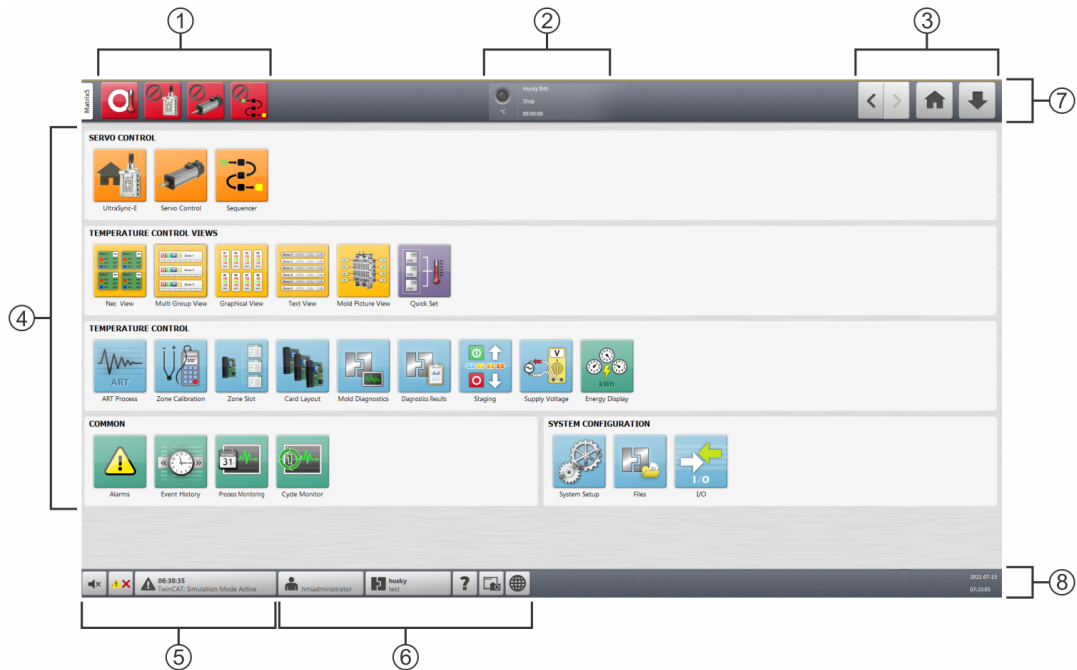 1
2
3
Matrix5
Husky IMS
Stop
°C
00:00:00
7
SERVO CONTROL
UltraSync-E
Servo Control
Sequencer
TEMPERATURE CONTROL VIEWS
Nec View
Multi Group View
Graphical View
Text View
Mold Picture View
Quick Set
4
TEMPERATURE CONTROL
ART
V
kWh
ART Process
Zone Calibration
Zone Slot
Card Layout
Mold Diagnostics
Diagnostics Results
Staging
Supply Voltage
Energy Display
COMMON
SYSTEM CONFIGURATION
31
I/O
Alarms
Event History
Process Monitoring
Cycle Monitor
System Setup
Files
I/O
06:30:35
TwinCAT: Simulation Mode Active
hmiadministrator
husky
test
?
2021-07-15
07:23:05
8
5
6